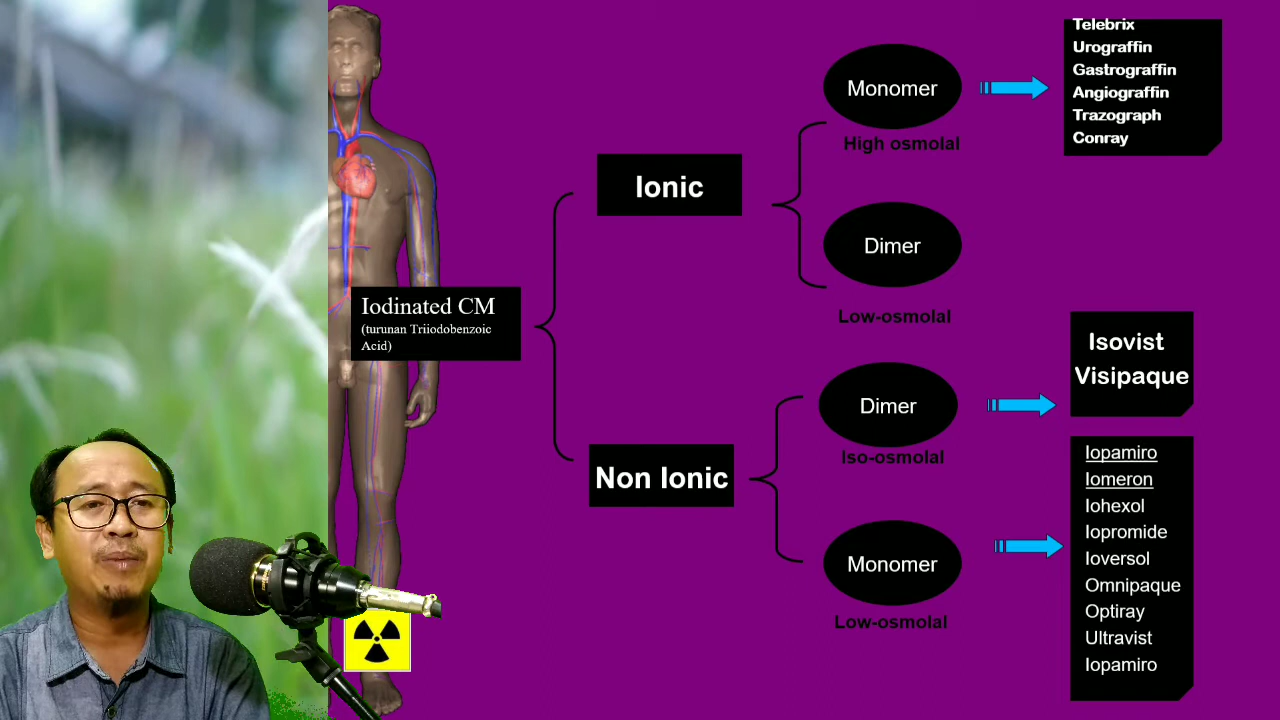 Iodinated CM
(turunan Triiodobenzoic
Acid)
Ionic
Monomer
High osmolal
Telebrix
Urograffin
Gastrograffin
Angiograffin
Trazograph
Conray
Dimer
Low-osmolal
Non Ionic
Dimer
Iso-osmolal
Isovist
Visipaque
Monomer
Low-osmolal
Iopamiro
Iomeron
Iohexol
Iopromide
Ioversol
Omnipaque
Optiray
Ultravist
Iopamiro